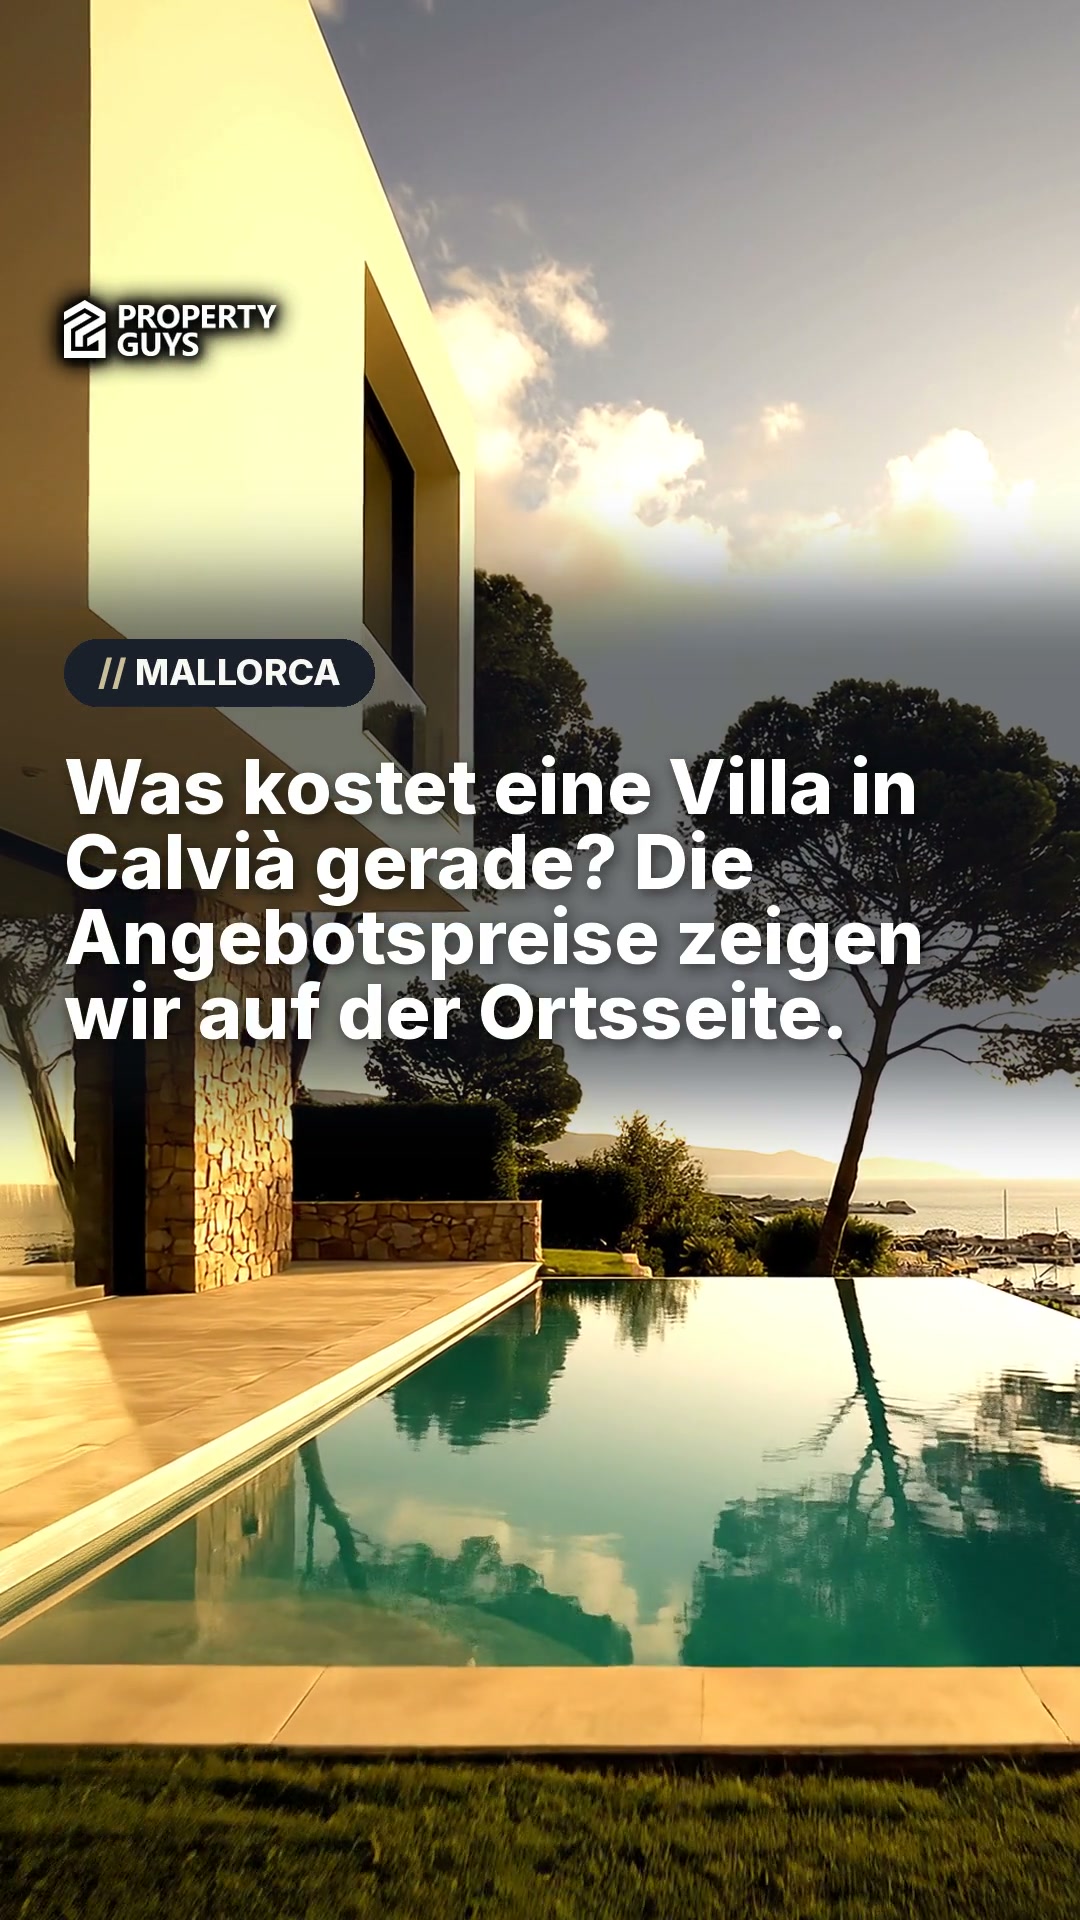 PROPERTY
GUYS
// MALLORCA
Was kostet eine Villa in
Calvià gerade? Die
Angebotspreise zeigen
wir auf der Ortsseite.